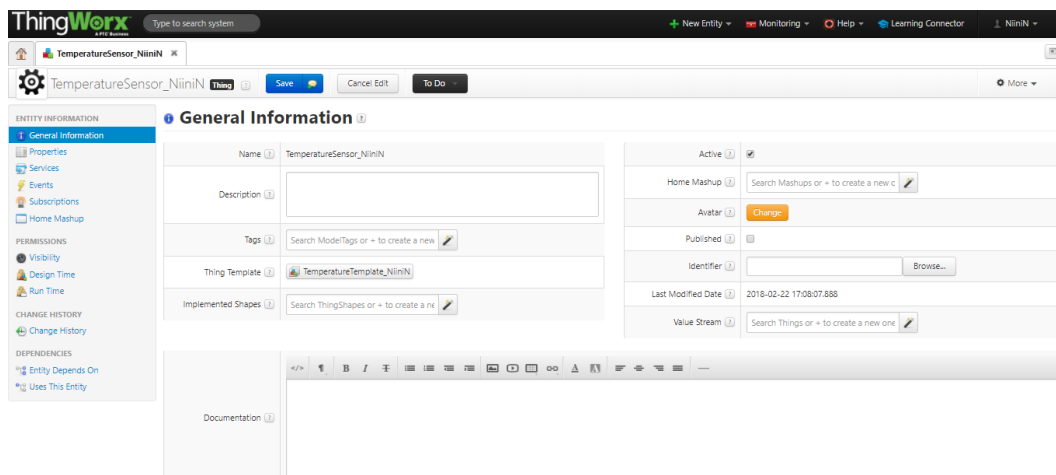 ThingWorx
A PTC Business
Type to search system
New Entity
Monitoring
Help
Learning Connector
NiiniN
TemperatureSensor_NiiniN
TemperatureSensor_NiiniN Thing
Save
Cancel Edit
To Do
More
ENTITY INFORMATION
General Information
Properties
Services
Events
Subscriptions
Home Mashup
PERMISSIONS
Visibility
Design Time
Run Time
CHANGE HISTORY
Change History
DEPENDENCIES
Entity Depends On
Uses This Entity
General Information
Name TemperatureSensor_NiiniN
Description
Tags Search ModelTags or + to create a new
Thing Template TemperatureTemplate_NiiniN
Implemented Shapes Search ThingShapes or + to create a ne
Active
Home Mashup Search Mashups or + to create a new c
Avatar Change
Published
Identifier Browse...
Last Modified Date 2018-02-22 17:08:07.888
Value Stream Search Things or + to create a new one
Documentation